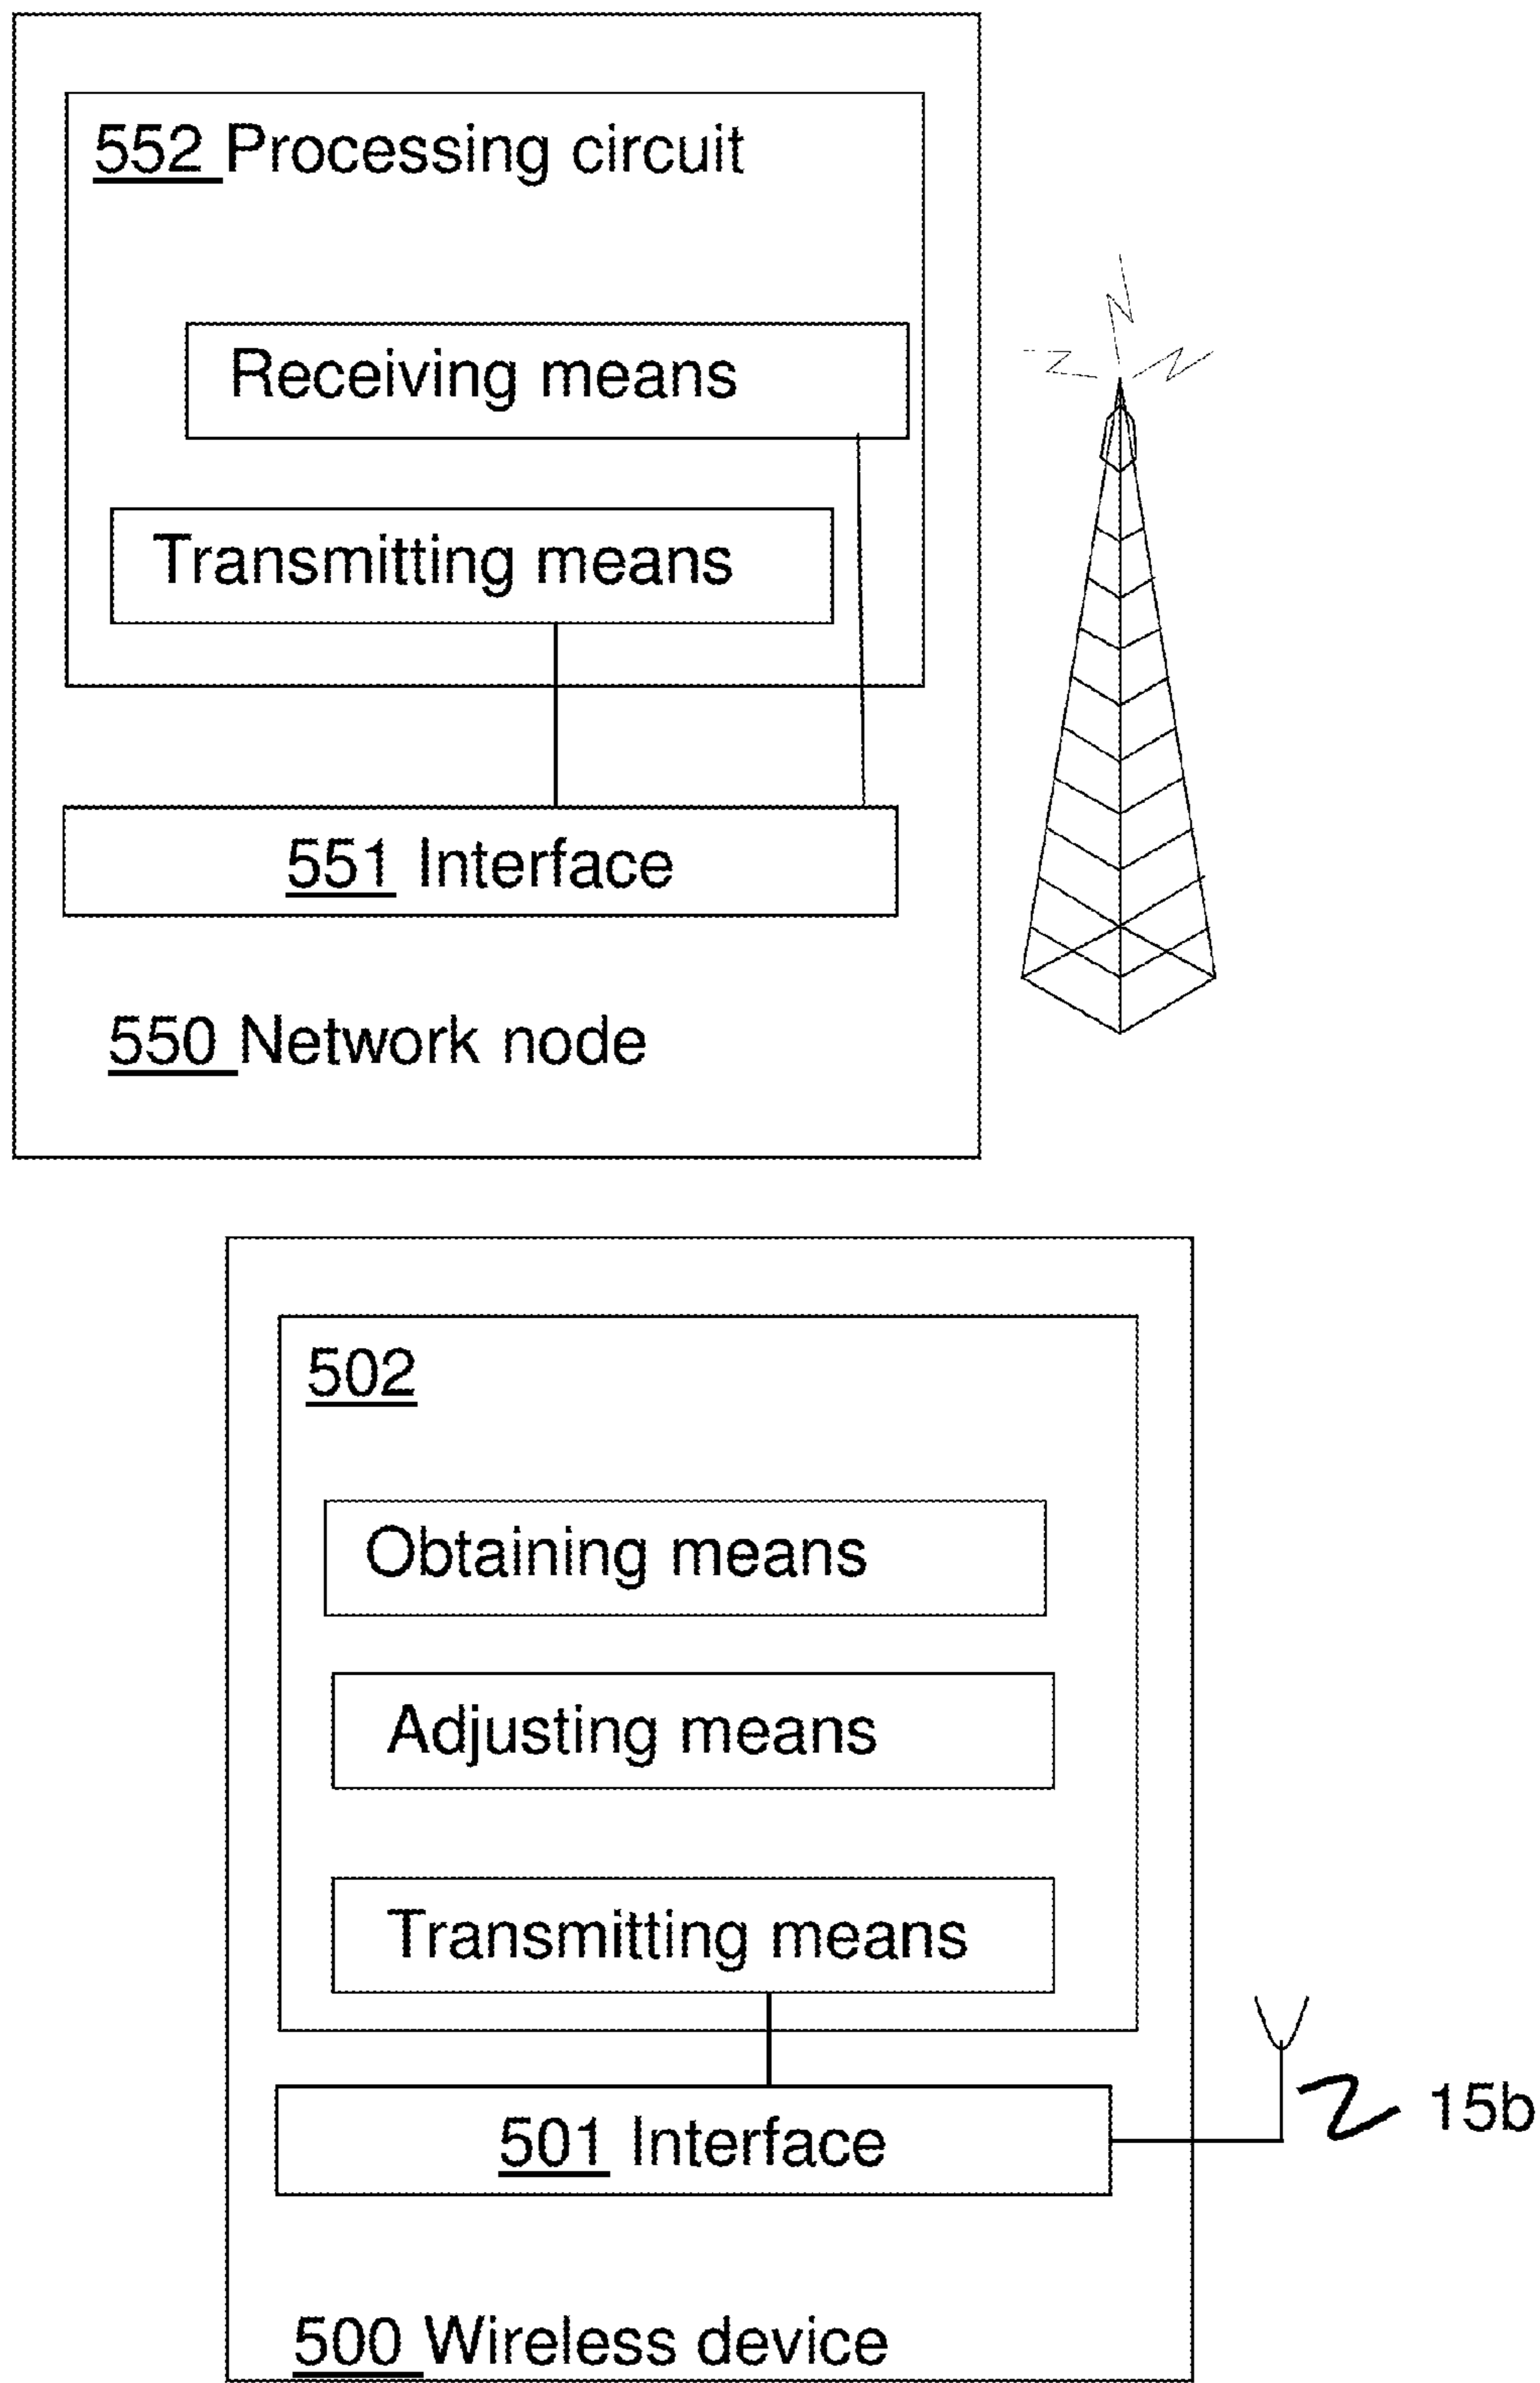 552 Processing circuit
Receiving means
Transmitting means
551 Interface
550 Network node
502
Obtaining means
Adjusting means
Transmitting means
501 Interface
15b
500 Wireless device